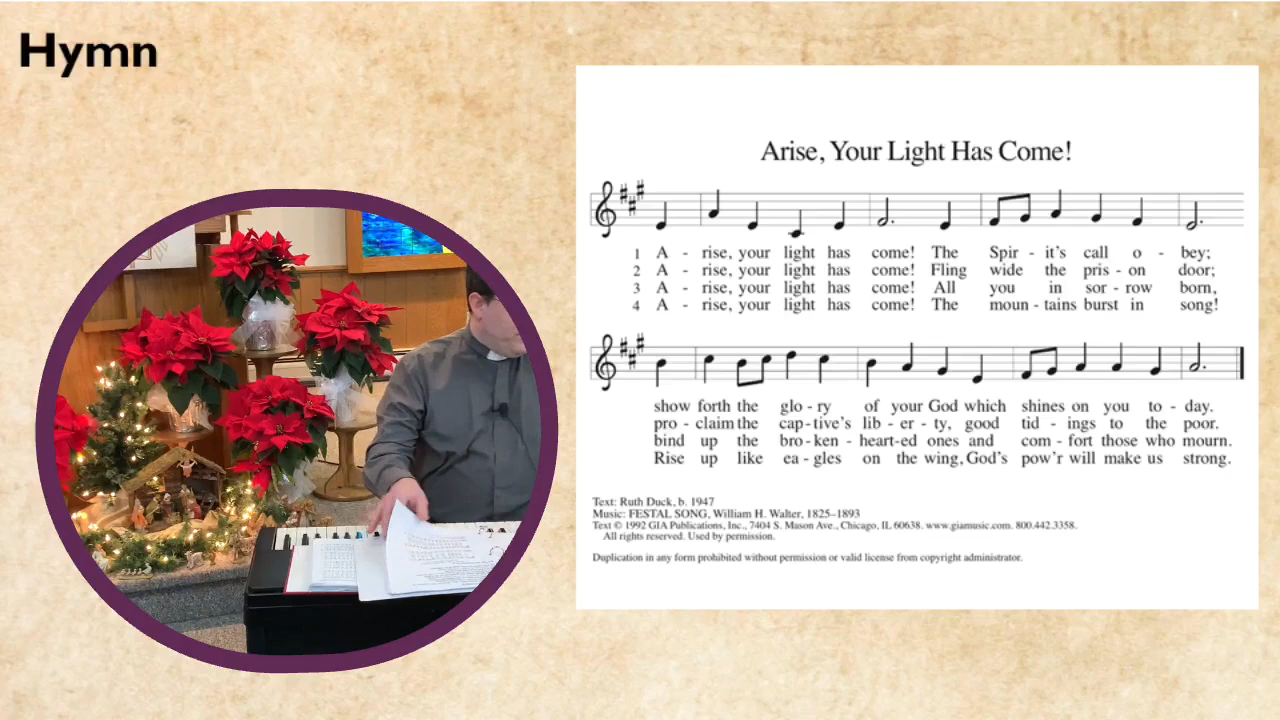 Hymn
Arise, Your Light Has Come!
1 A - rise, your light has come! The Spir - it's call o - bey;
2 A - rise, your light has come! Fling wide the pris - on door;
3 A - rise, your light has come! All you in sor - row born,
4 A - rise, your light has come! The moun - tains burst in song!
show forth the glo - ry of your God which shines on you to - day.
pro - claim the cap - tive's lib - er - ty, good tid - ings to the poor.
bind up the bro - ken - heart-ed ones and com - fort those who mourn.
Rise up like ea - gles on the wing, God's pow'r will make us strong.
Text: Ruth Duck, b. 1947
Music: FESTAL SONG, William H. Walter, 1825–1893
Text © 1992 GIA Publications, Inc., 7404 S. Mason Ave., Chicago, IL 60638. www.giamusic.com. 800.442.3358.
All rights reserved. Used by permission.
Duplication in any form prohibited without permission or valid license from copyright administrator.